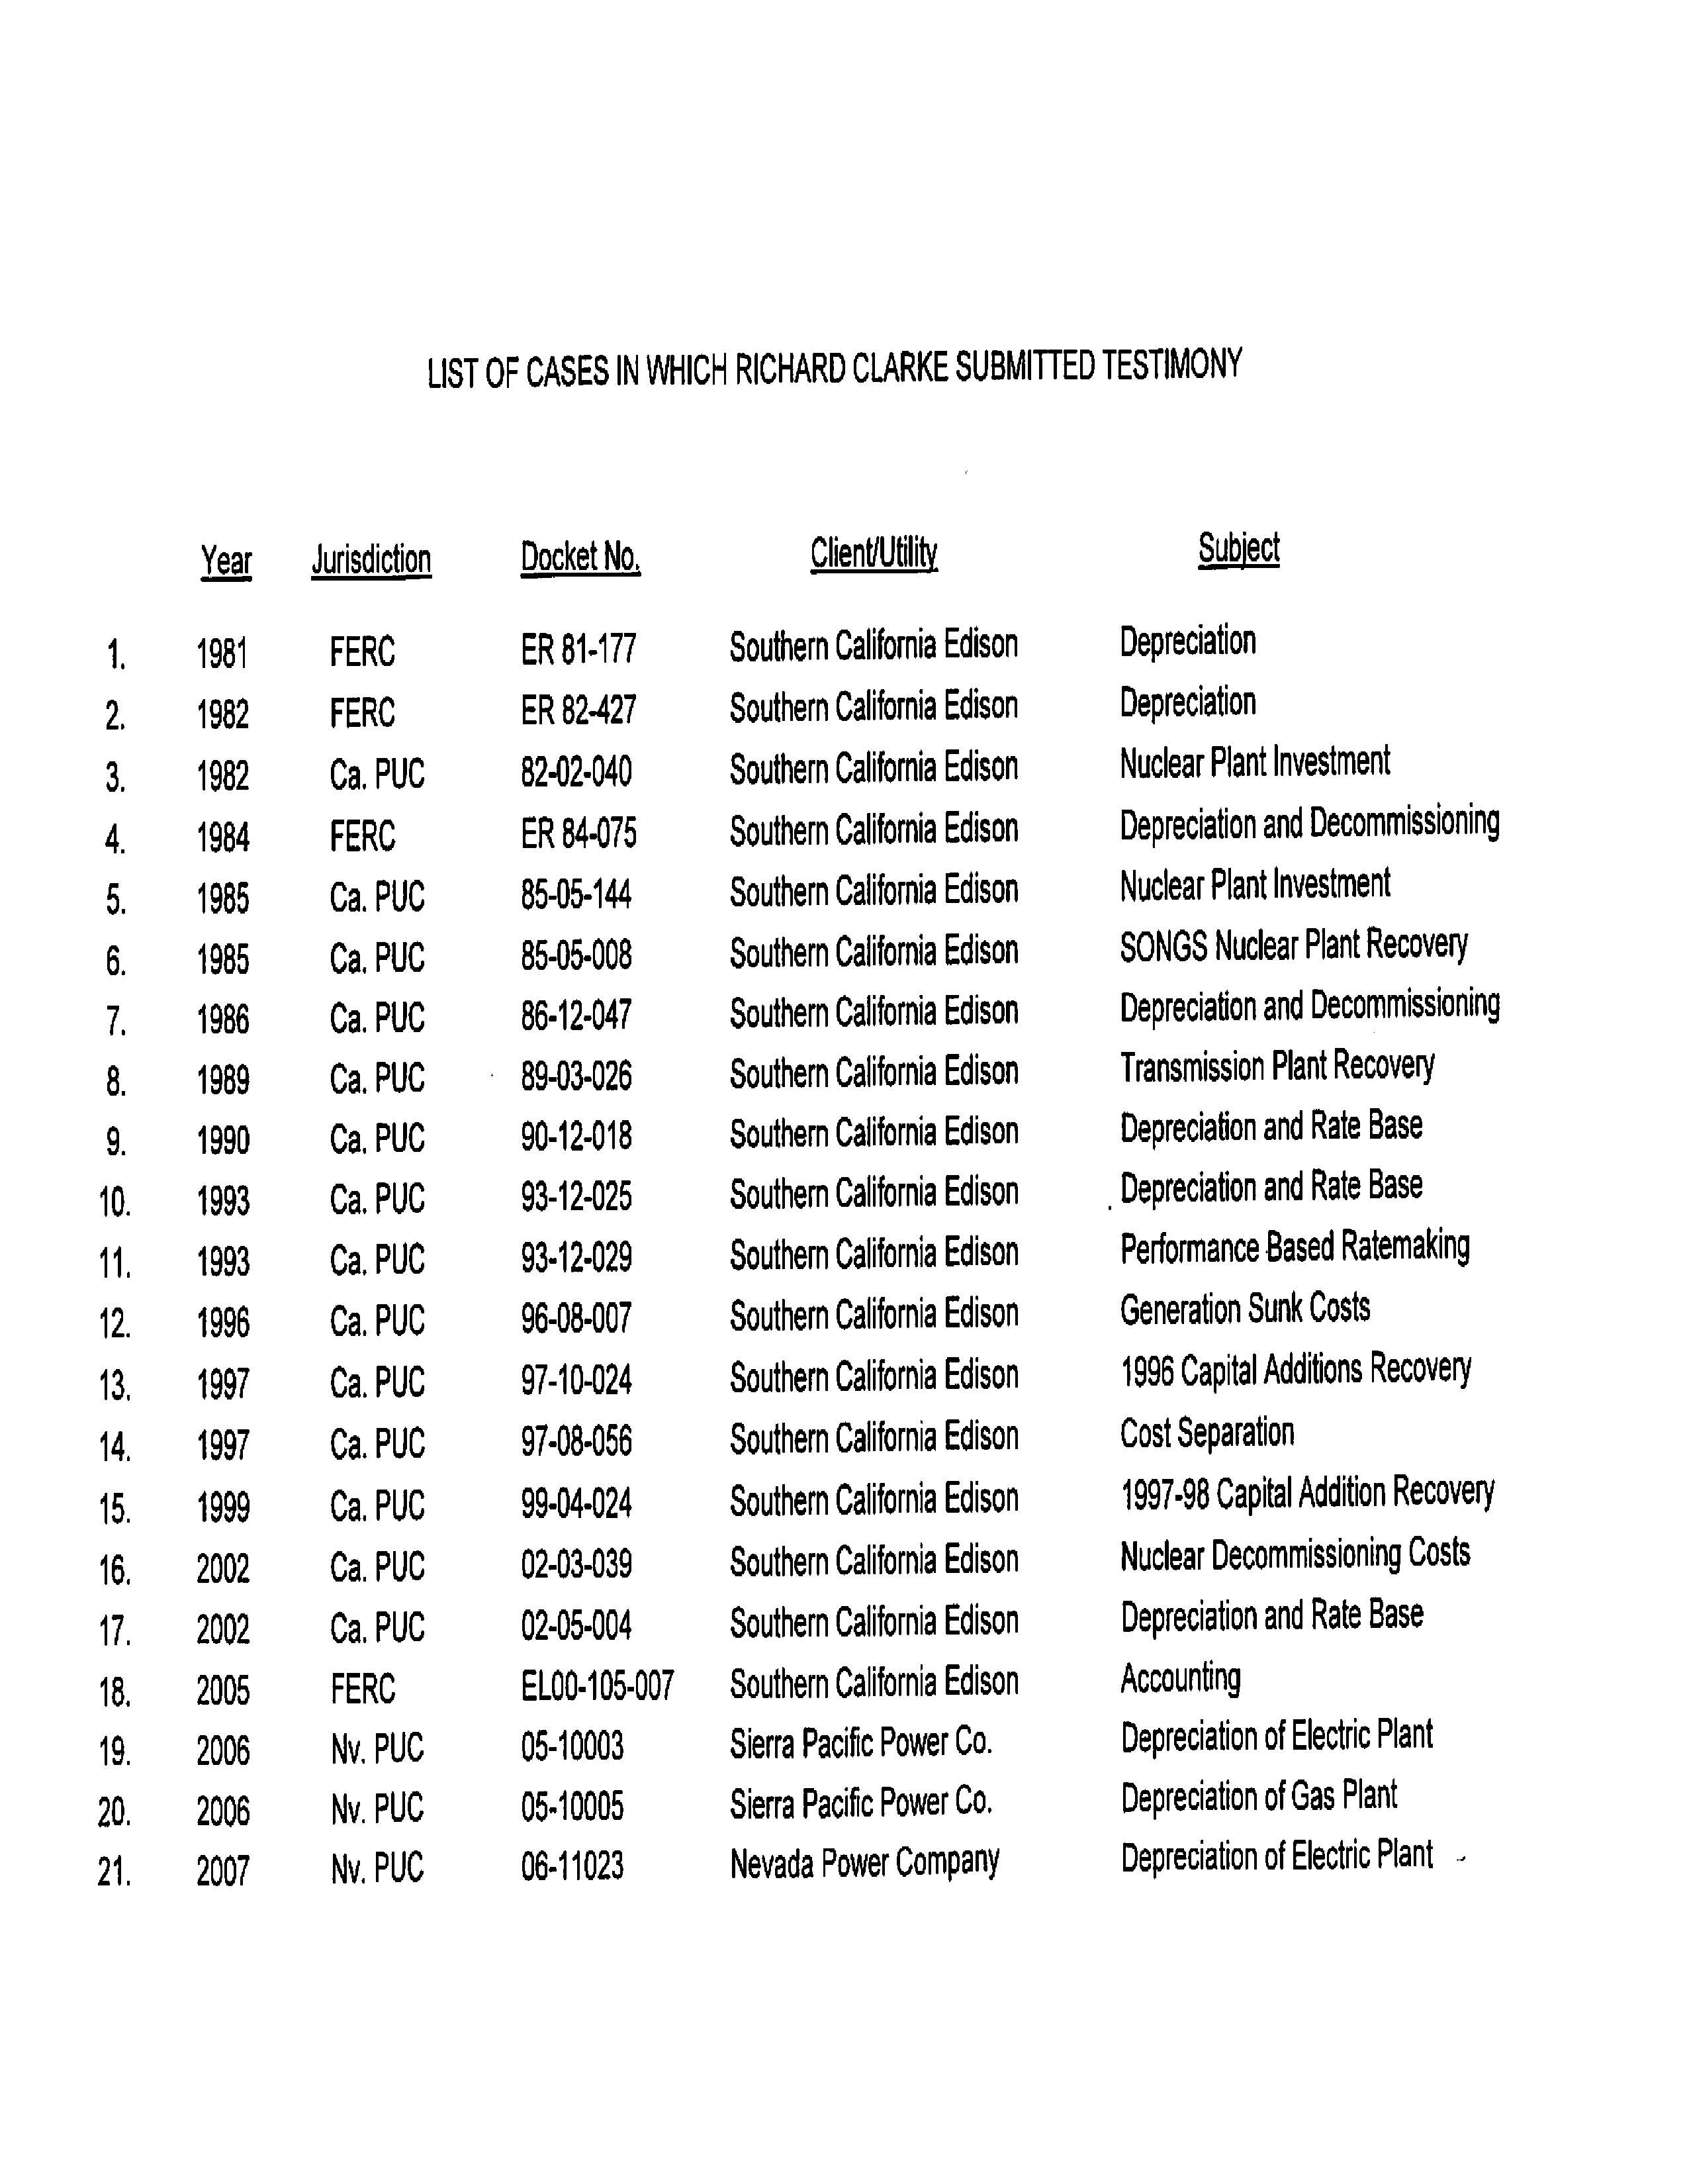 LIST OF CASES IN WHICH RICHARD CLARKE SUBMITTED TESTIMONY
Year Jurisdiction Docket No. Client/Utility Subject
1. 1981 FERC ER 81-177 Southern California Edison Depreciation
2. 1982 FERC ER 82-427 Southern California Edison Depreciation
3. 1982 Ca. PUC 82-02-040 Southern California Edison Nuclear Plant Investment
4. 1984 FERC ER 84-075 Southern California Edison Depreciation and Decommissioning
5. 1985 Ca. PUC 85-05-144 Southern California Edison Nuclear Plant Investment
6. 1985 Ca. PUC 85-05-008 Southern California Edison SONGS Nuclear Plant Recovery
7. 1986 Ca. PUC 86-12-047 Southern California Edison Depreciation and Decommissioning
8. 1989 Ca. PUC 89-03-026 Southern California Edison Transmission Plant Recovery
9. 1990 Ca. PUC 90-12-018 Southern California Edison Depreciation and Rate Base
10. 1993 Ca. PUC 93-12-025 Southern California Edison Depreciation and Rate Base
11. 1993 Ca. PUC 93-12-029 Southern California Edison Performance Based Ratemaking
12. 1996 Ca. PUC 96-08-007 Southern California Edison Generation Sunk Costs
13. 1997 Ca. PUC 97-10-024 Southern California Edison 1996 Capital Additions Recovery
14. 1997 Ca. PUC 97-08-056 Southern California Edison Cost Separation
15. 1999 Ca. PUC 99-04-024 Southern California Edison 1997-98 Capital Addition Recovery
16. 2002 Ca. PUC 02-03-039 Southern California Edison Nuclear Decommissioning Costs
17. 2002 Ca. PUC 02-05-004 Southern California Edison Depreciation and Rate Base
18. 2005 FERC EL00-105-007 Southern California Edison Accounting
19. 2006 Nv. PUC 05-10003 Sierra Pacific Power Co. Depreciation of Electric Plant
20. 2006 Nv. PUC 05-10005 Sierra Pacific Power Co. Depreciation of Gas Plant
21. 2007 Nv. PUC 06-11023 Nevada Power Company Depreciation of Electric Plant